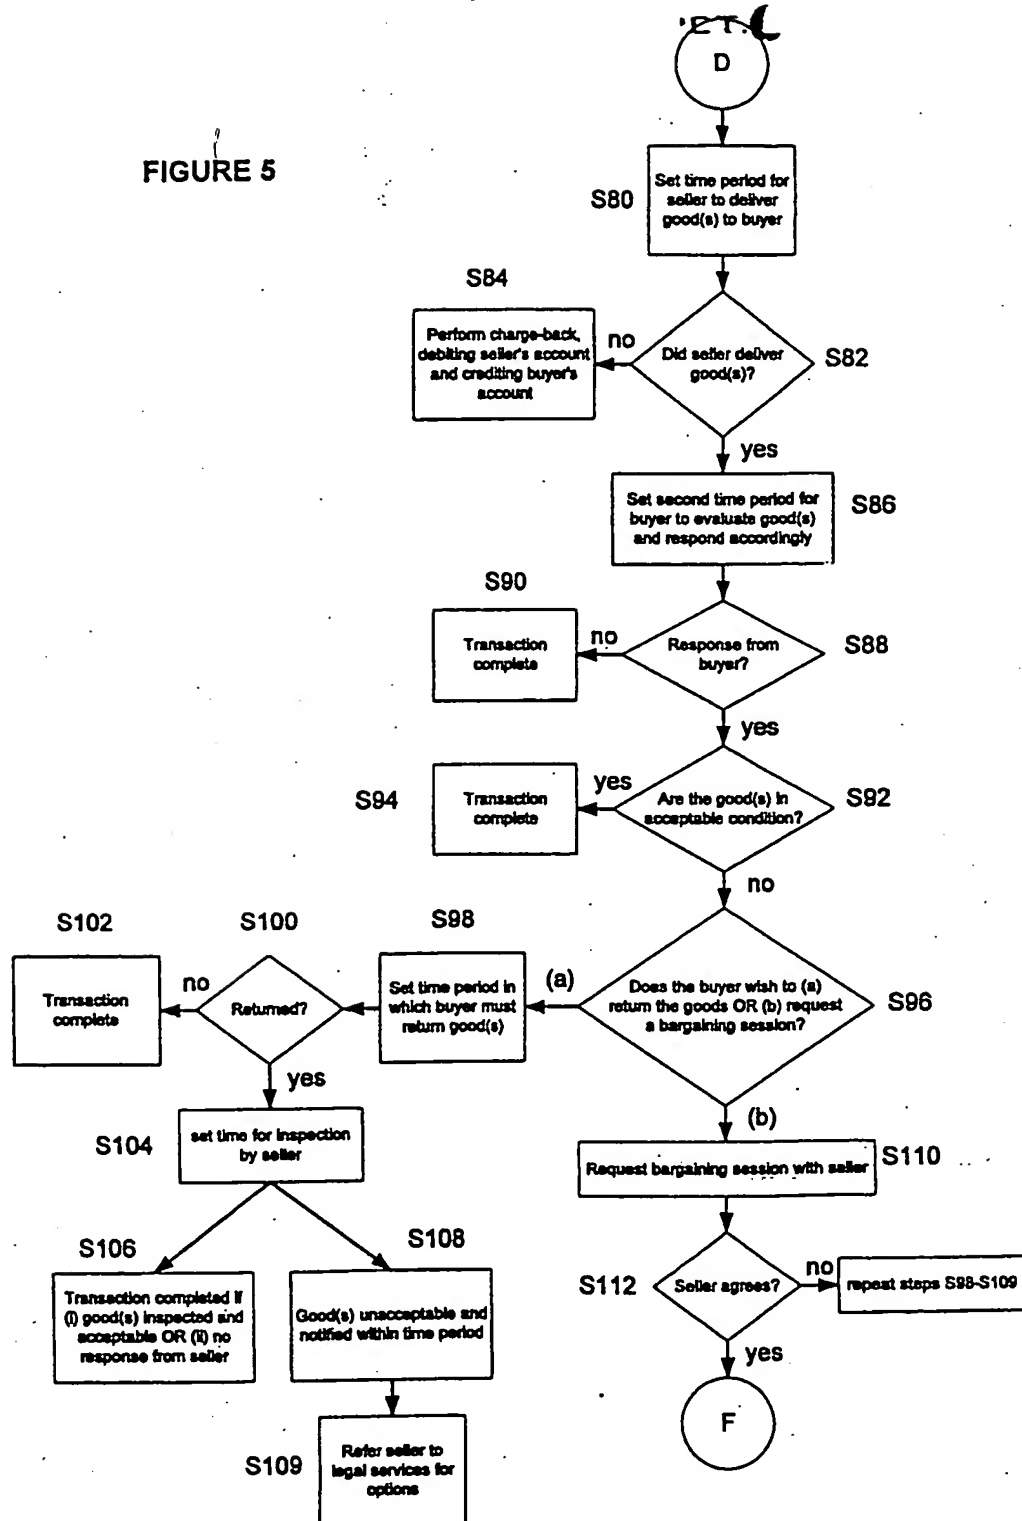 D
FIGURE 5
S80
Set time period for
seller to deliver
good(s) to buyer
S84
Perform charge-back,
debiting seller's account
and crediting buyer's
account
no
Did seller deliver
good(s)?
S82
yes
Set second time period for
buyer to evaluate good(s)
and respond accordingly
S86
S90
Transaction
complete
no
Response from
buyer?
S88
yes
S94
Transaction
complete
yes
Are the good(s) in
acceptable condition?
S92
no
S102
S100
S98
Transaction
complete
no
Returned?
Set time period in
which buyer must
return good(s)
(a)
Does the buyer wish to (a)
return the goods OR (b) request
a bargaining session?
S96
yes
(b)
S104
set time for inspection
by seller
Request bargaining session with seller
S110
S106
S108
Transaction completed if
(i) good(s) inspected and
acceptable OR (ii) no
response from seller
Good(s) unacceptable and
notified within time period
S112
Seller agrees?
no
repeat steps S98-S109
yes
F
S109
Refer seller to
legal services for
options